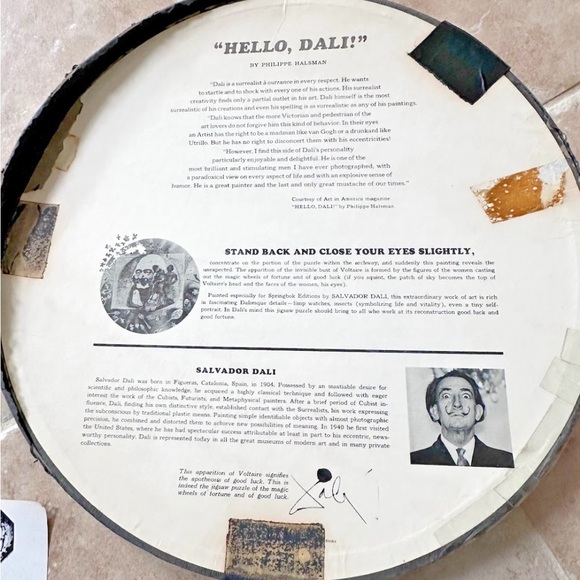 “HELLO, DALI!”
BY PHILIPPE HALSMAN
“Dali is a surrealist à outrance in every respect. He wants
to startle and to shock with every one of his actions. His surrealist
creativity finds only a partial outlet in his art. Dali himself is the most
surrealistic of his creations and even his spelling is as surrealistic as any of his paintings.
“Dali knows that the more Victorian and pedestrian of the
art lovers do not forgive him this kind of behavior. In their eyes
an Artist has the right to be a madman like van Gogh or a drunkard like
Utrillo. But he has no right to disconcert them with his eccentricities!
“However, I find this side of Dali's personality
particularly enjoyable and delightful. He is one of the
most brilliant and stimulating men I have ever photographed, with
a paradoxical view on every aspect of life and with an explosive sense of
humor. He is a great painter and the last and only great mustache of our times.”
Courtesy of Art in America magazine
“HELLO, DALI!” by Philippe Halsman.
STAND BACK AND CLOSE YOUR EYES SLIGHTLY,
concentrate on the portion of the puzzle within the archway, and suddenly this painting reveals the
unexpected. The apparition of the invisible bust of Voltaire is formed by the figures of the women casting
out the magic wheels of fortune and of good luck (if you squint, the patch of sky becomes the top of
Voltaire's head and the faces of the women, his eyes).
Painted especially for Springbok Editions by SALVADOR DALI, this extraordinary work of art is rich
in fascinating Dalinesque details—limp watches, insects (symbolizing life and vitality), even a tiny self-
portrait. In Dali's mind this jigsaw puzzle should bring to all who work at its reconstruction good luck and
good fortune.
SALVADOR DALI
Salvador Dali was born in Figueras, Catalonia, Spain, in 1904. Possessed by an insatiable desire for
scientific and philosophic knowledge, he acquired a highly classical technique and followed with eager
interest the work of the Cubists, Futurists, and Metaphysical painters. After a brief period of Cubist in-
fluence, Dali, finding his own distinctive style, established contact with the Surrealists, his work expressing
the subconscious by traditional plastic means. Painting simple identifiable objects with almost photographic
precision, he combined and distorted them to achieve new possibilities of meaning. In 1940 he first visited
the United States, where he has had spectacular success attributable at least in part to his eccentric, news-
worthy personality. Dali is represented today in all the great museums of modern art and in many private
collections.
This apparition of Voltaire signifies
the apotheosis of good luck. This is
indeed the jigsaw puzzle of the magic
wheels of fortune and of good luck.
Dalí